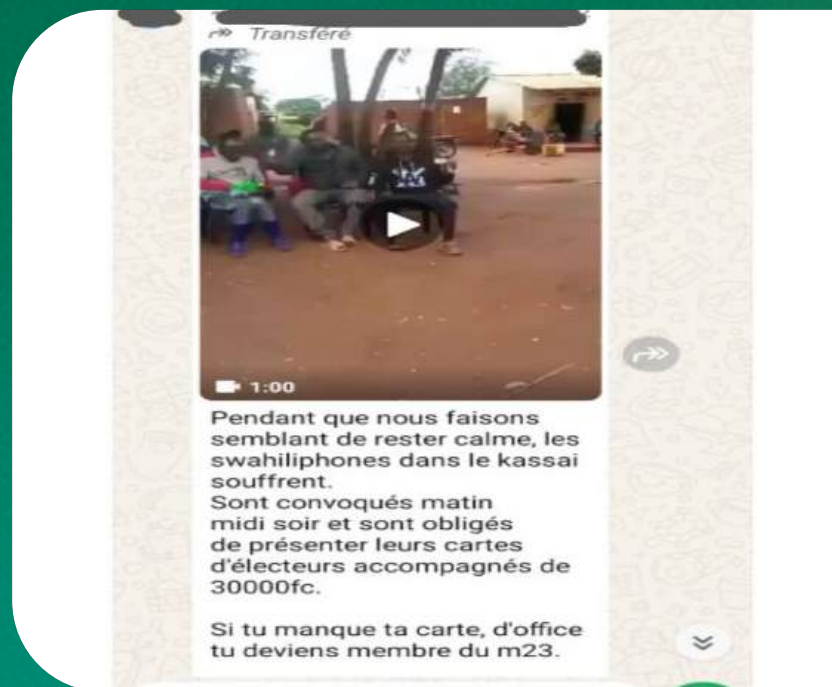 Transféré
1:00
Pendant que nous faisons
semblant de rester calme, les
swahiliphones dans le kassai
souffrent.
Sont convoqués matin
midi soir et sont obligés
de présenter leurs cartes
d'électeurs accompagnés de
30000fc.
Si tu manque ta carte, d'office
tu deviens membre du m23.